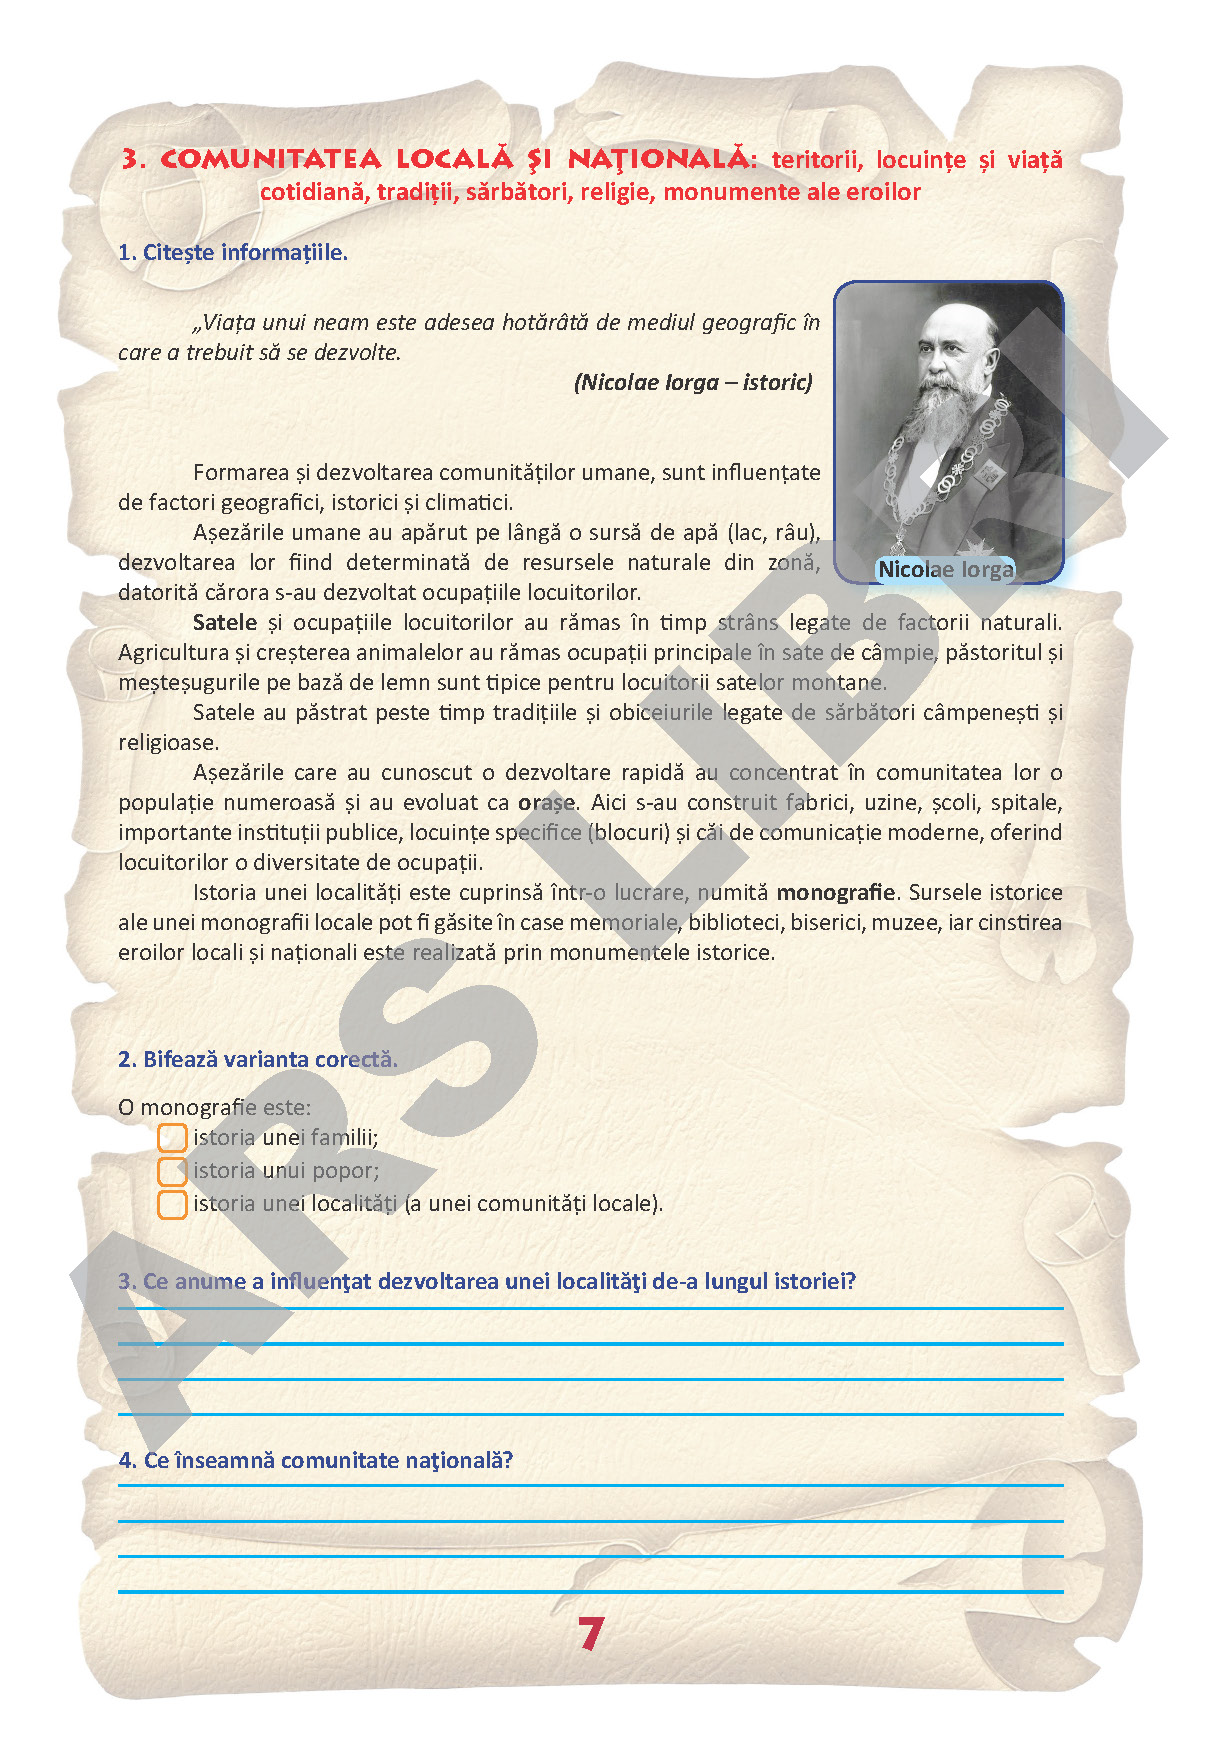 3. COMUNITATEA LOCALĂ ŞI NAŢIONALĂ: teritorii, locuințe și viață
cotidiană, tradiții, sărbători, religie, monumente ale eroilor
1. Citește informațiile.
„Viața unui neam este adesea hotărâtă de mediul geografic în
care a trebuit să se dezvolte.
(Nicolae Iorga – istoric)
Nicolae Iorga
Formarea și dezvoltarea comunităților umane, sunt influențate
de factori geografici, istorici și climatici.
Așezările umane au apărut pe lângă o sursă de apă (lac, râu),
dezvoltarea lor fiind determinată de resursele naturale din zonă,
datorită cărora s-au dezvoltat ocupațiile locuitorilor.
Satele și ocupațiile locuitorilor au rămas în timp strâns legate de factorii naturali.
Agricultura și creșterea animalelor au rămas ocupații principale în sate de câmpie, păstoritul și
meșteșugurile pe bază de lemn sunt tipice pentru locuitorii satelor montane.
Satele au păstrat peste timp tradițiile și obiceiurile legate de sărbători câmpenești și
religioase.
Așezările care au cunoscut o dezvoltare rapidă au concentrat în comunitatea lor o
populație numeroasă și au evoluat ca orașe. Aici s-au construit fabrici, uzine, școli, spitale,
importante instituții publice, locuințe specifice (blocuri) și căi de comunicație moderne, oferind
locuitorilor o diversitate de ocupații.
Istoria unei localități este cuprinsă într-o lucrare, numită monografie. Sursele istorice
ale unei monografii locale pot fi găsite în case memoriale, biblioteci, biserici, muzee, iar cinstirea
eroilor locali și naționali este realizată prin monumentele istorice.
2. Bifează varianta corectă.
O monografie este:
istoria unei familii;
istoria unui popor;
istoria unei localități (a unei comunități locale).
3. Ce anume a influenţat dezvoltarea unei localităţi de-a lungul istoriei?
4. Ce înseamnă comunitate naţională?
7
ARS LIBRI